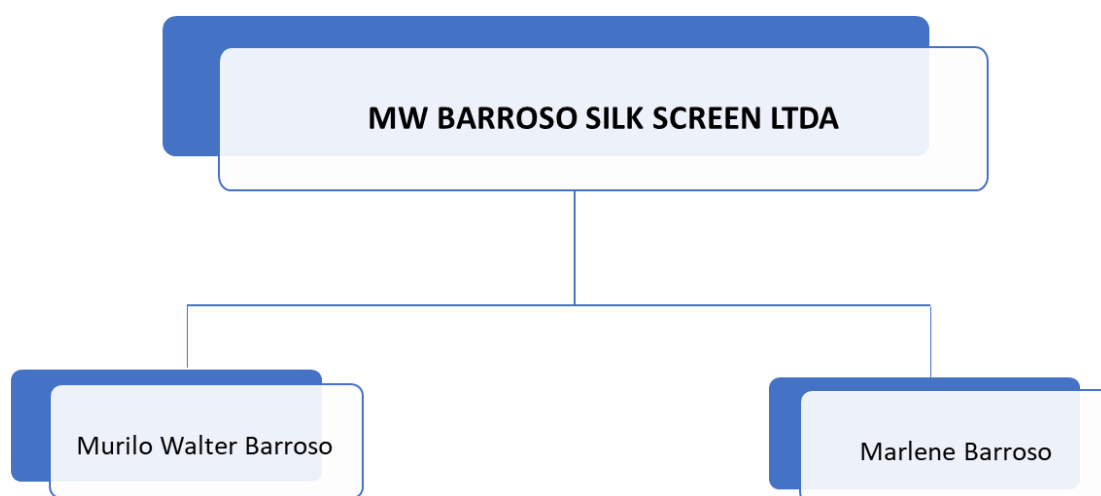 MW BARROSO SILK SCREEN LTDA
Murilo Walter Barroso
Marlene Barroso